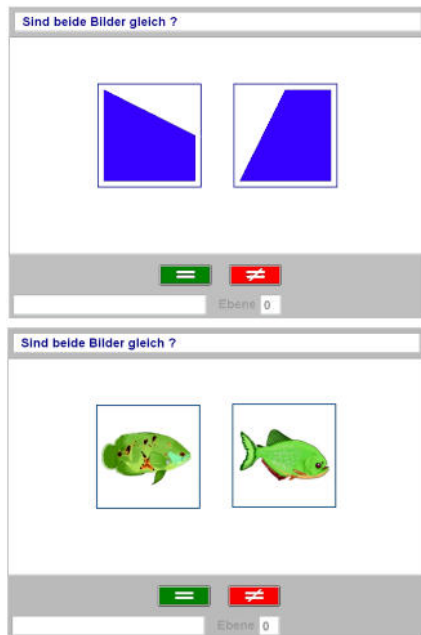 Sind beide Bilder gleich ?
= ≠
Ebene 0
Sind beide Bilder gleich ?
= ≠
Ebene 0